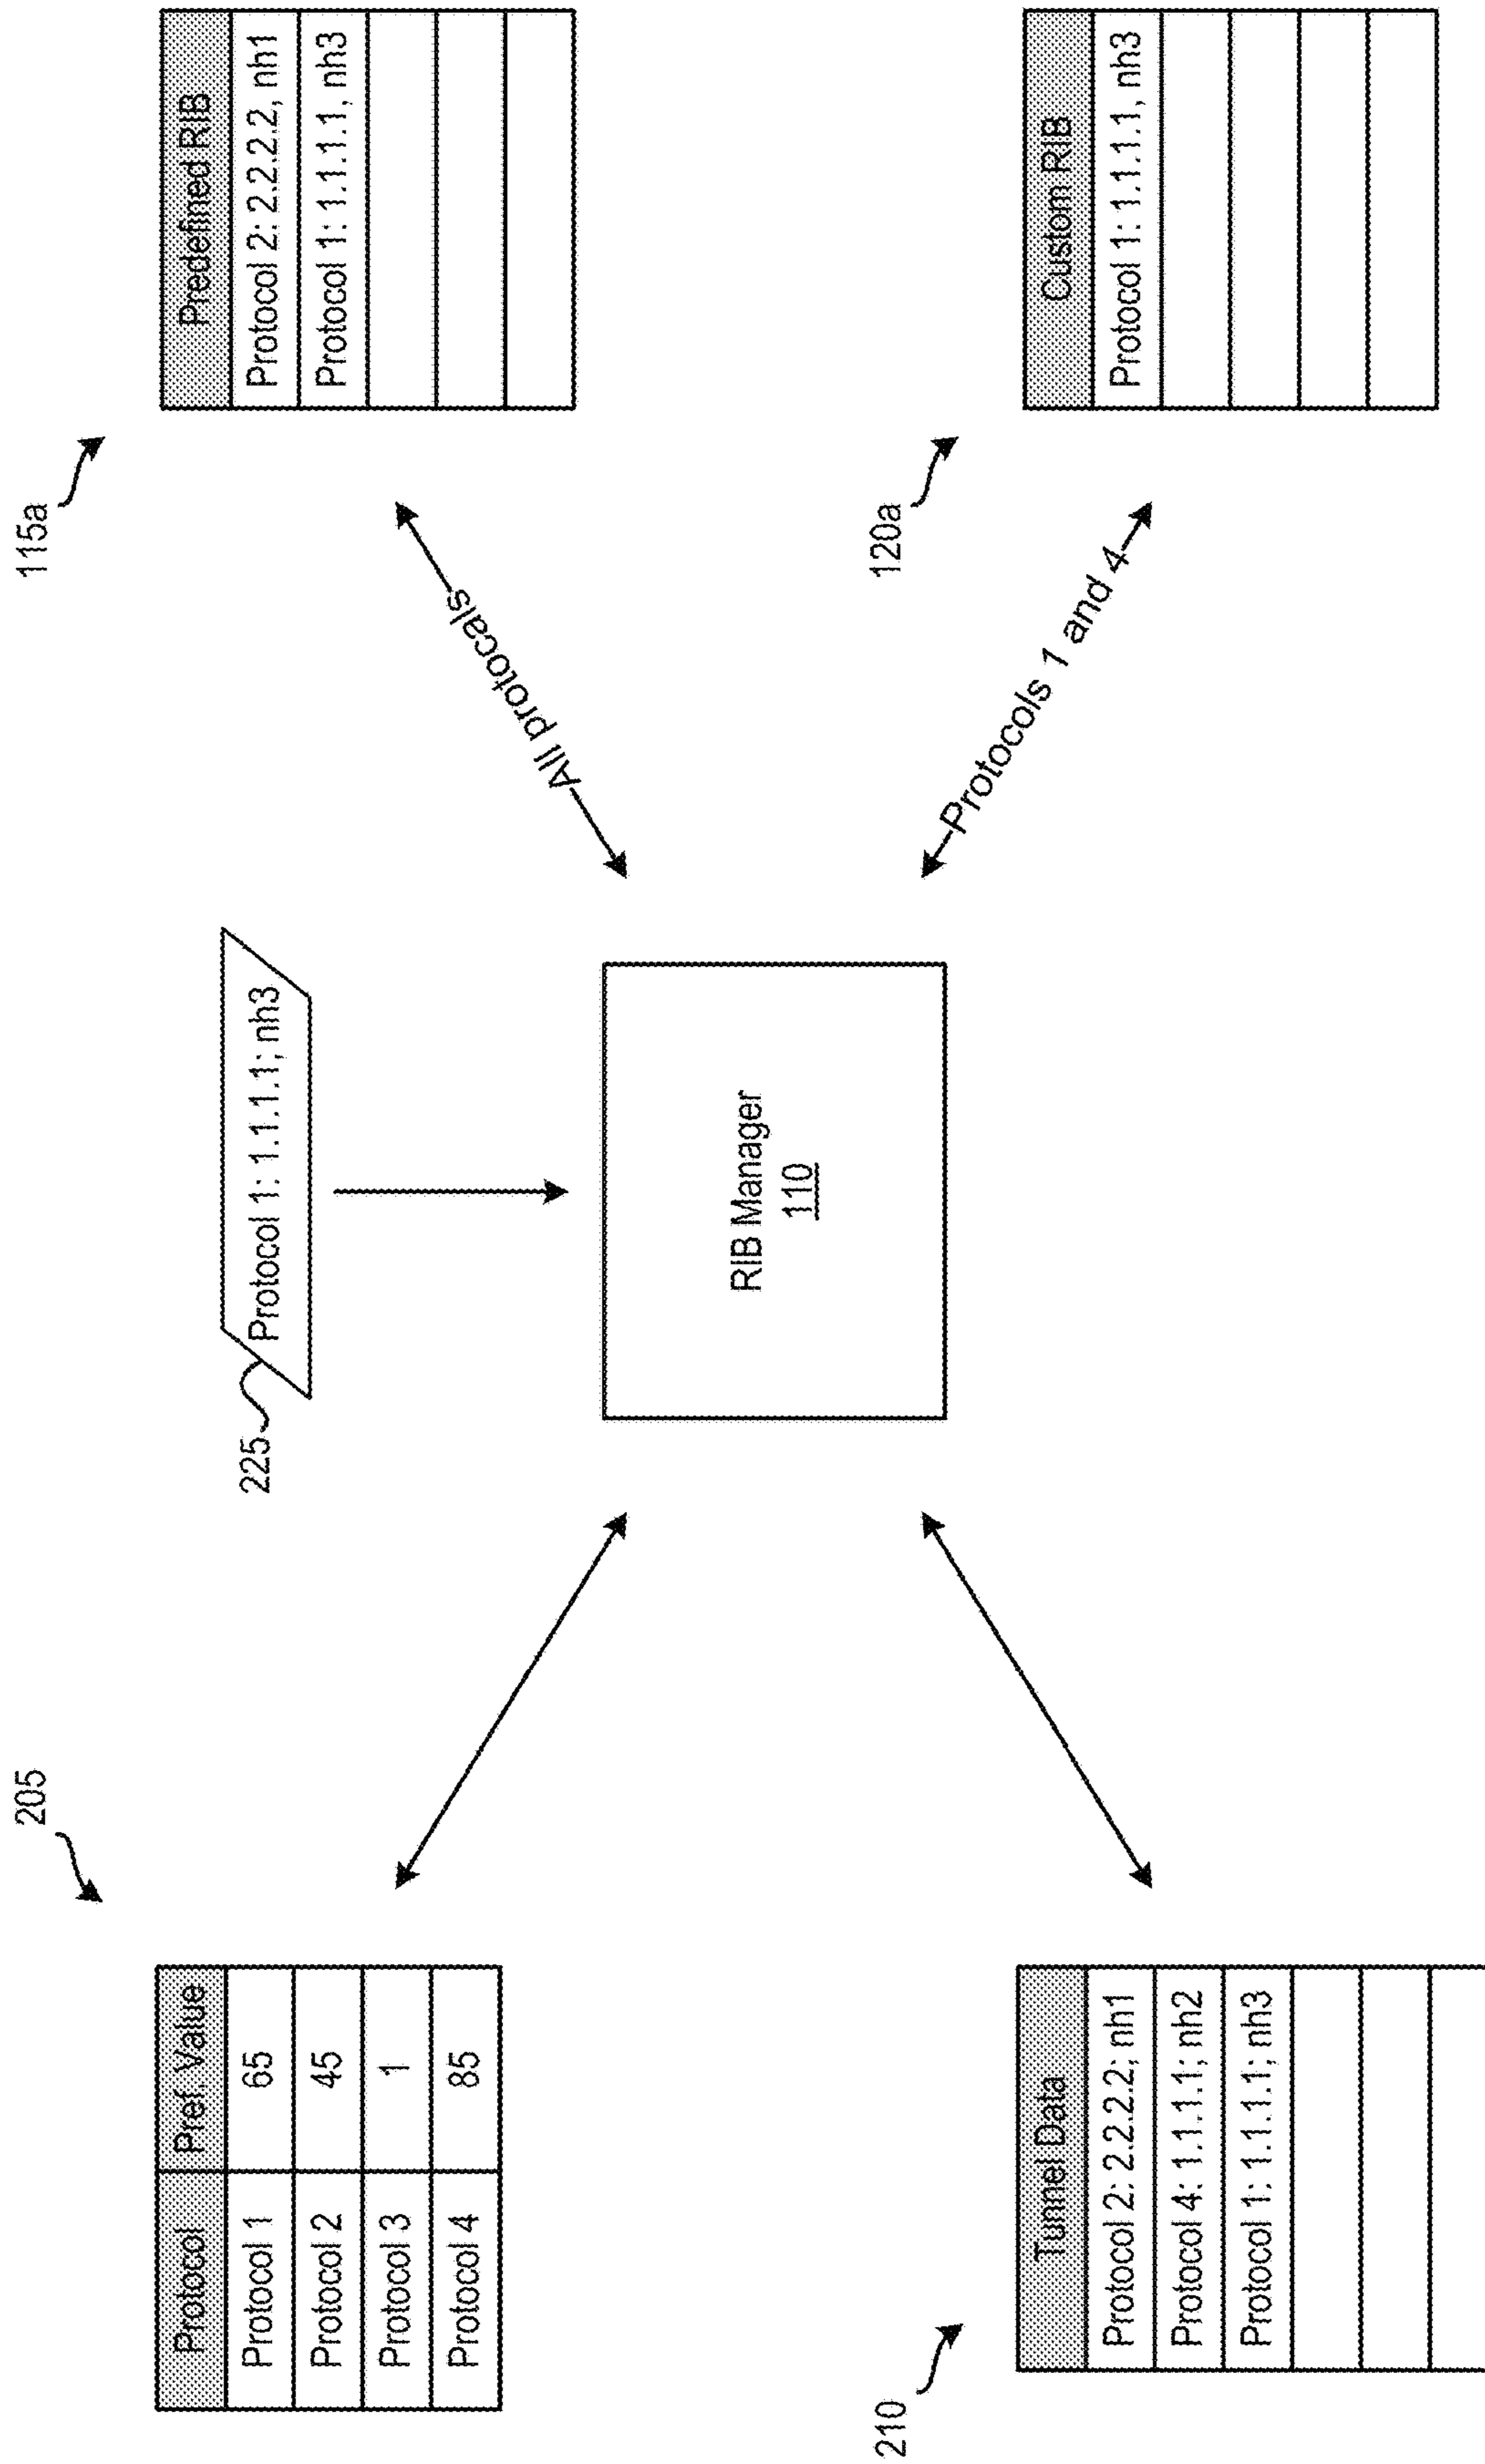 205
Protocol Pref. Value
Protocol 1 65
Protocol 2 45
Protocol 3 1
Protocol 4 85
225
Protocol 1: 1.1.1.1; nh3
115a
Predefined RIB
Protocol 2: 2.2.2.2, nh1
Protocol 1: 1.1.1.1, nh3
All protocals
RIB Manager
110
Protocols 1 and 4
210
Tunnel Data
Protocol 2: 2.2.2.2; nh1
Protocol 4: 1.1.1.1; nh2
Protocol 1: 1.1.1.1; nh3
120a
Custom RIB
Protocol 1: 1.1.1.1, nh3